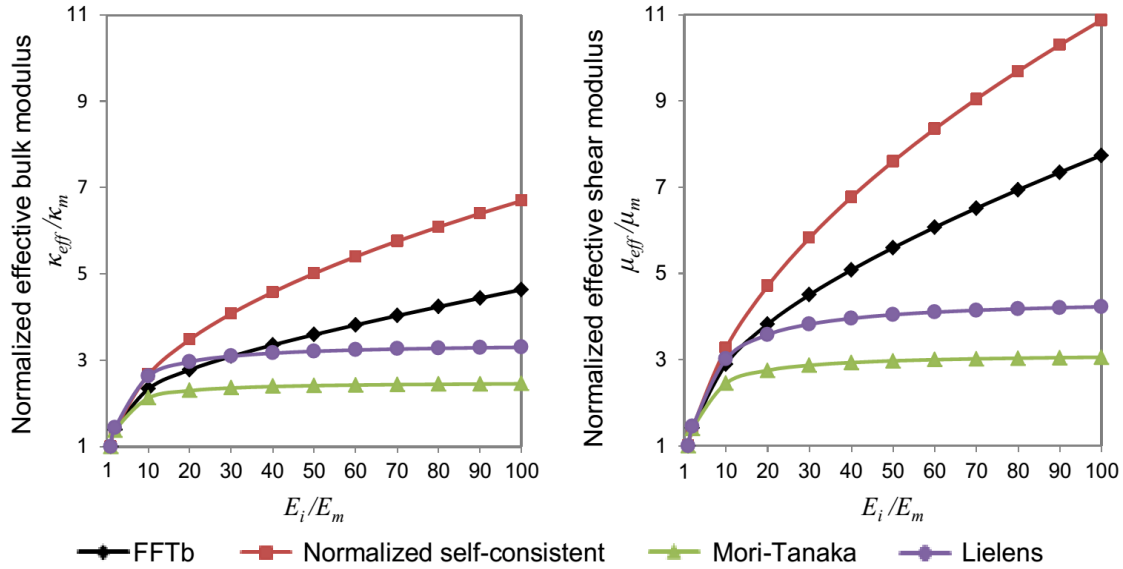 Normalized effective bulk modulus
κeff/κm
11
9
7
5
3
1
1 10 20 30 40 50 60 70 80 90 100
Ei/Em
Normalized effective shear modulus
μeff/μm
11
9
7
5
3
1
1 10 20 30 40 50 60 70 80 90 100
Ei/Em
FFTb Normalized self-consistent Mori-Tanaka Lielens